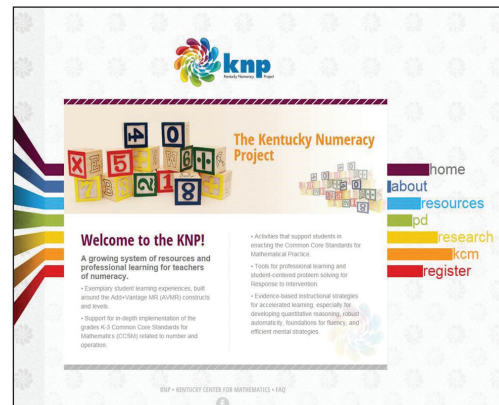 knp
Kentucky Numeracy Project
The Kentucky Numeracy
Project
home
about
resources
pd
research
kcm
register
Welcome to the KNP!
A growing system of resources and
professional learning for teachers
of numeracy.
• Exemplary student learning experiences, built
around the Add+Vantage MR (AVMR) constructs
and levels.
• Support for in-depth implementation of the
grades K-3 Common Core Standards for
Mathematics (CCSM) related to number and
operation.
• Activities that support students in
enacting the Common Core Standards for
Mathematical Practice.
• Tools for professional learning and
student-centered problem solving for
Response to Intervention.
• Evidence-based instructional strategies
for accelerated learning, especially for
developing quantitative reasoning, robust
automaticity, foundations for fluency, and
efficient mental strategies.
KNP • KENTUCKY CENTER FOR MATHEMATICS • FAQ